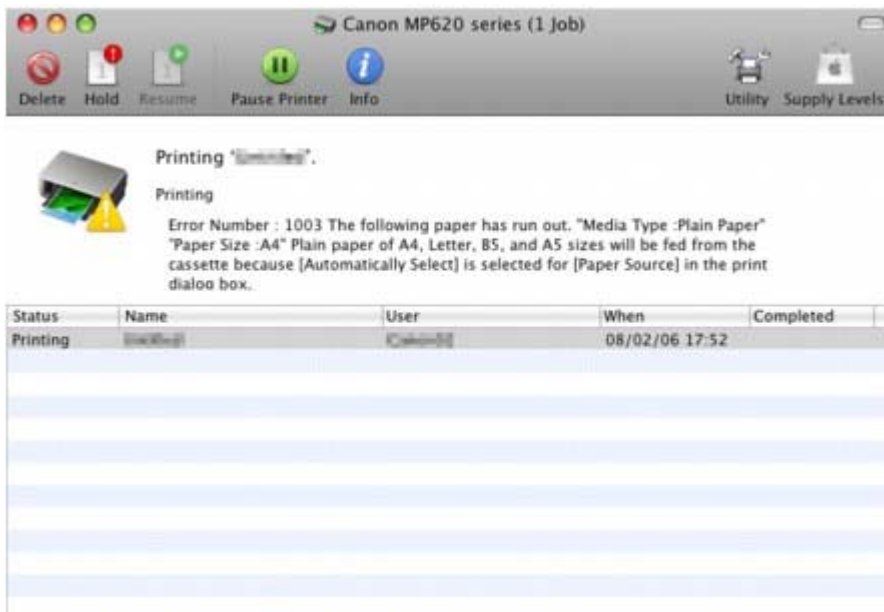 Canon MP620 series (1 Job)
Delete Hold Resume Pause Printer Info Utility Supply Levels
Printing " ".
Printing
Error Number : 1003 The following paper has run out. "Media Type :Plain Paper"
"Paper Size :A4" Plain paper of A4, Letter, B5, and A5 sizes will be fed from the
cassette because [Automatically Select] is selected for [Paper Source] in the print
dialog box.
Status Name User When Completed
Printing 08/02/06 17:52